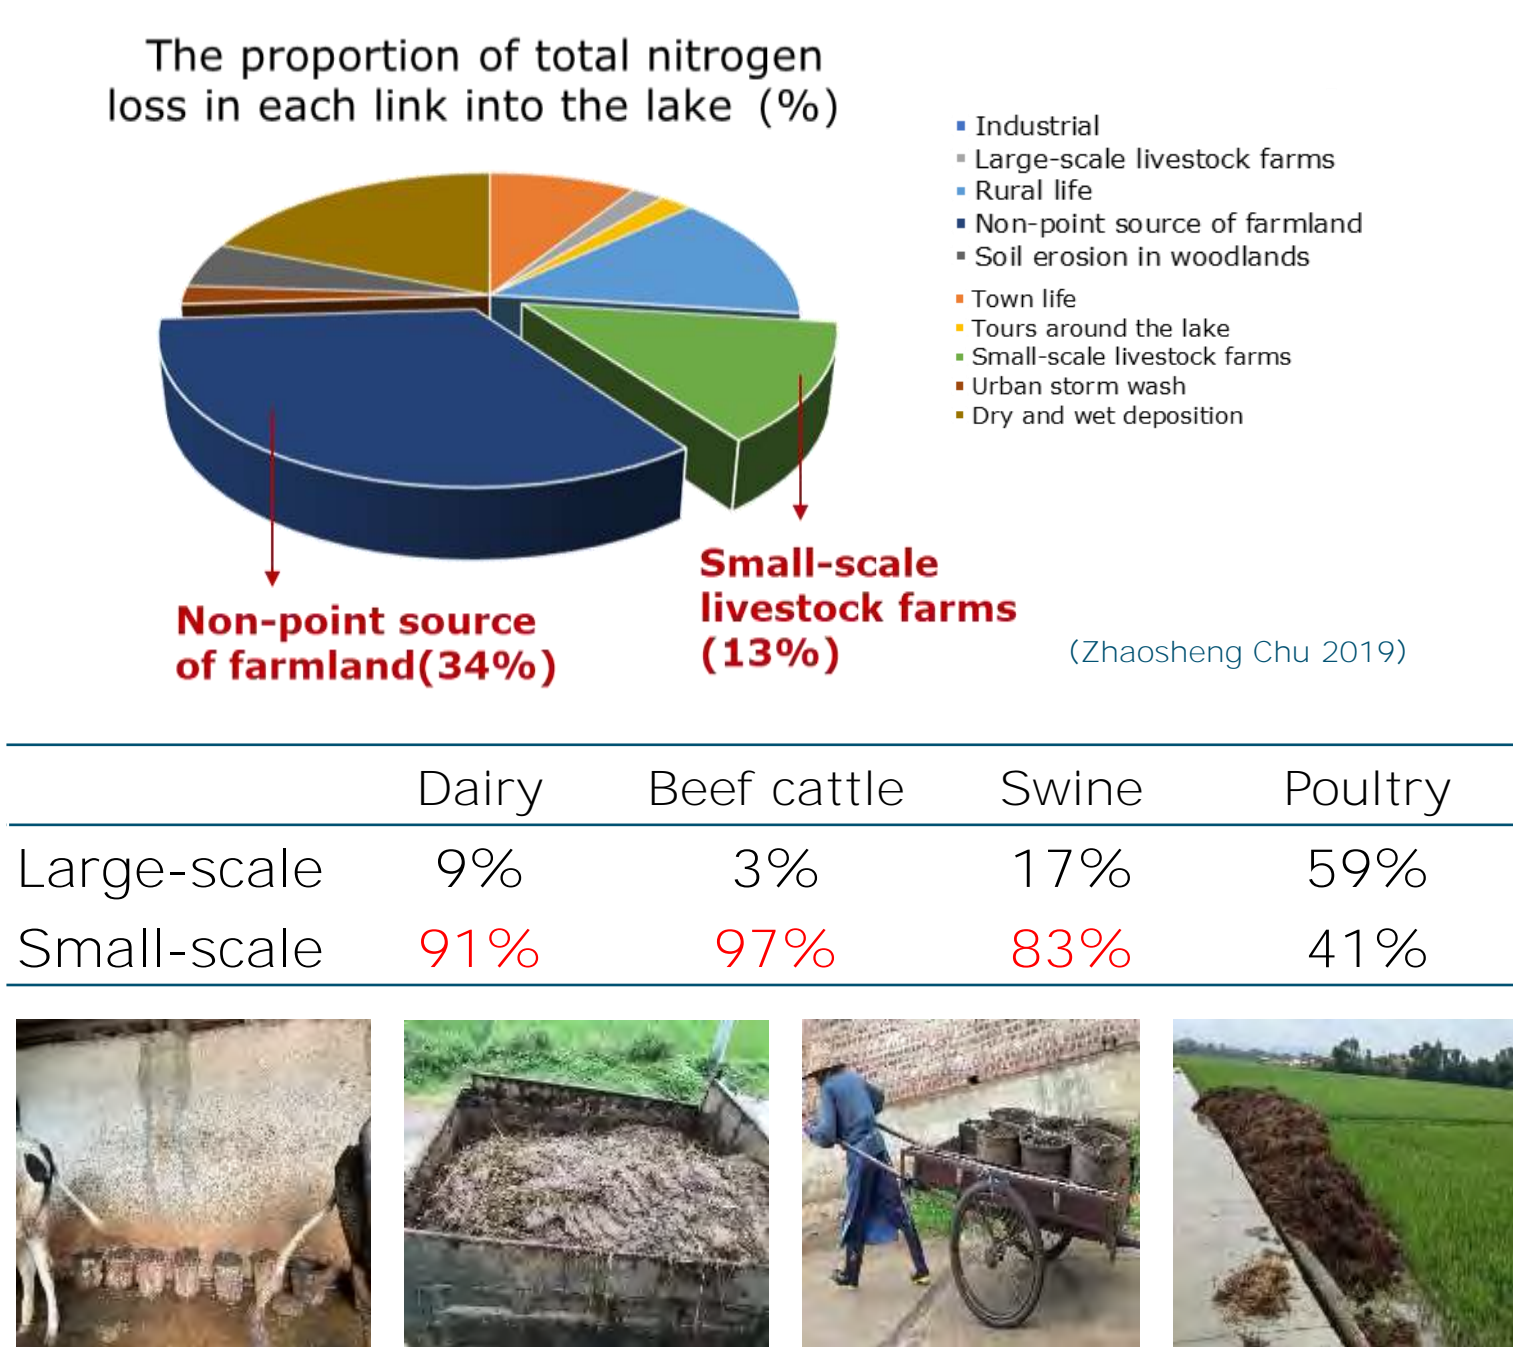 The proportion of total nitrogen
loss in each link into the lake (%)
Industrial
Large-scale livestock farms
Rural life
Non-point source of farmland
Soil erosion in woodlands
Town life
Tours around the lake
Small-scale livestock farms
Urban storm wash
Dry and wet deposition
Non-point source
of farmland(34%)
Small-scale
livestock farms
(13%)
(Zhaosheng Chu 2019)
Dairy Beef cattle Swine Poultry
Large-scale 9% 3% 17% 59%
Small-scale 91% 97% 83% 41%